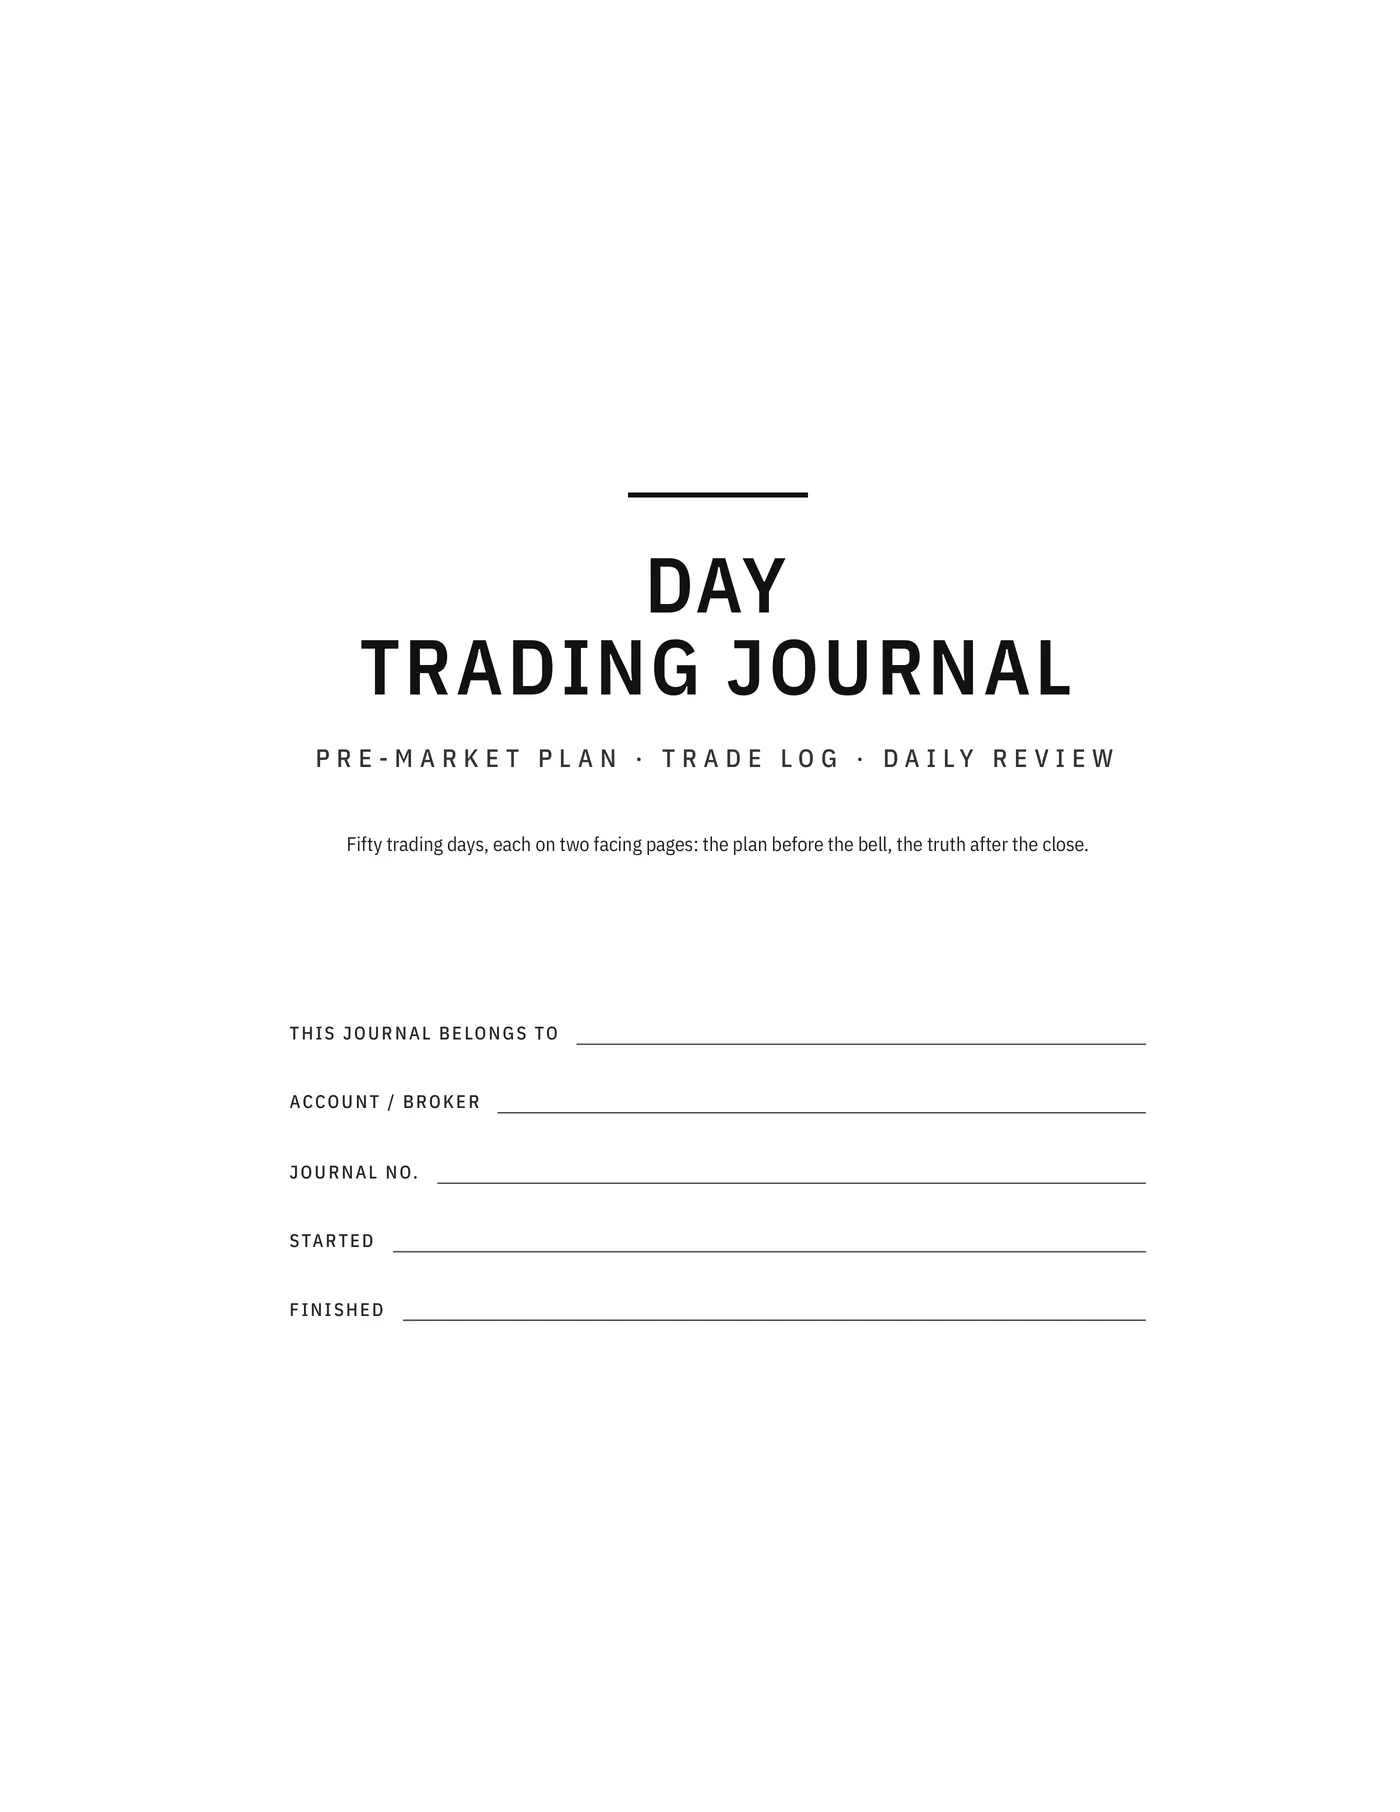 DAY
TRADING JOURNAL
PRE-MARKET PLAN · TRADE LOG · DAILY REVIEW
Fifty trading days, each on two facing pages: the plan before the bell, the truth after the close.
THIS JOURNAL BELONGS TO
ACCOUNT / BROKER
JOURNAL NO.
STARTED
FINISHED